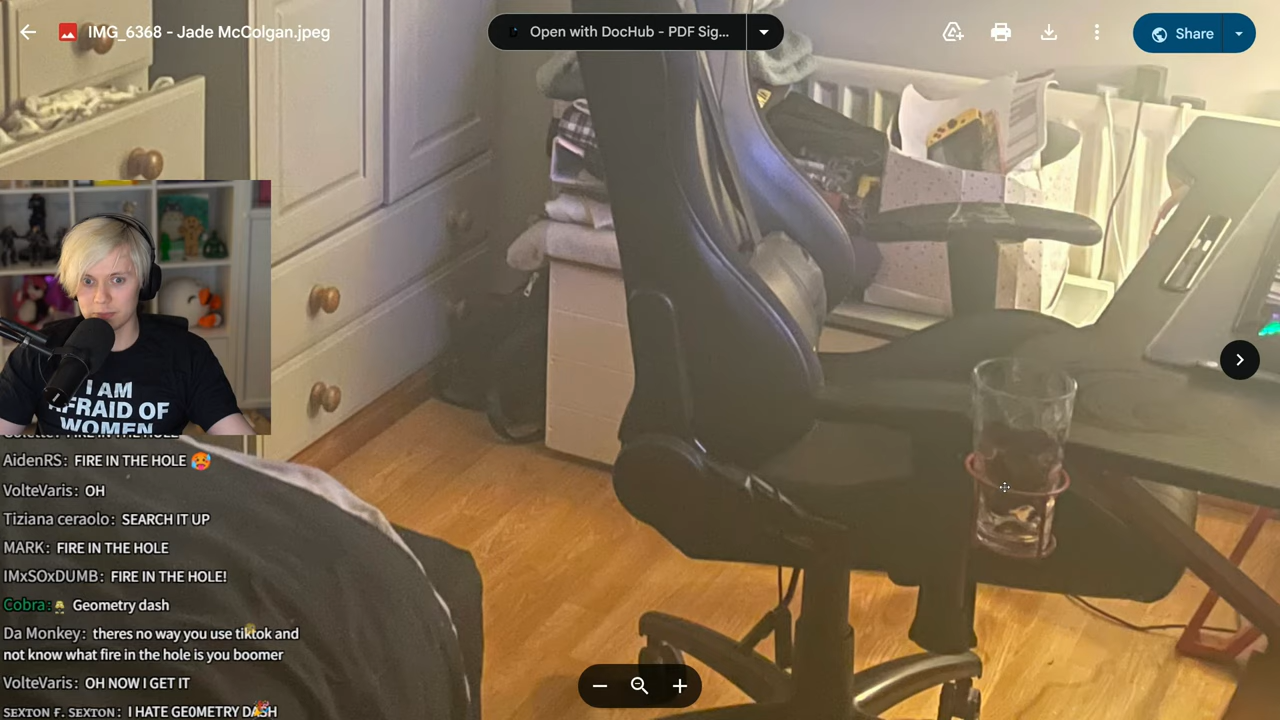 IMG_6368 - Jade McColgan.jpeg
Open with DocHub - PDF Sig...
Share
I AM
AFRAID OF
WOMEN
FIRE IN THE HOLE
AidenRS: FIRE IN THE HOLE 🥵
VolteVaris: OH
Tiziana ceraolo: SEARCH IT UP
MARK: FIRE IN THE HOLE
IMxSOxDUMB: FIRE IN THE HOLE!
Cobra: Geometry dash
Da Monkey: theres no way you use tiktok and
not know what fire in the hole is you boomer
VolteVaris: OH NOW I GET IT
SEXTON F. SEXTON: I HATE GE0METRY DASH